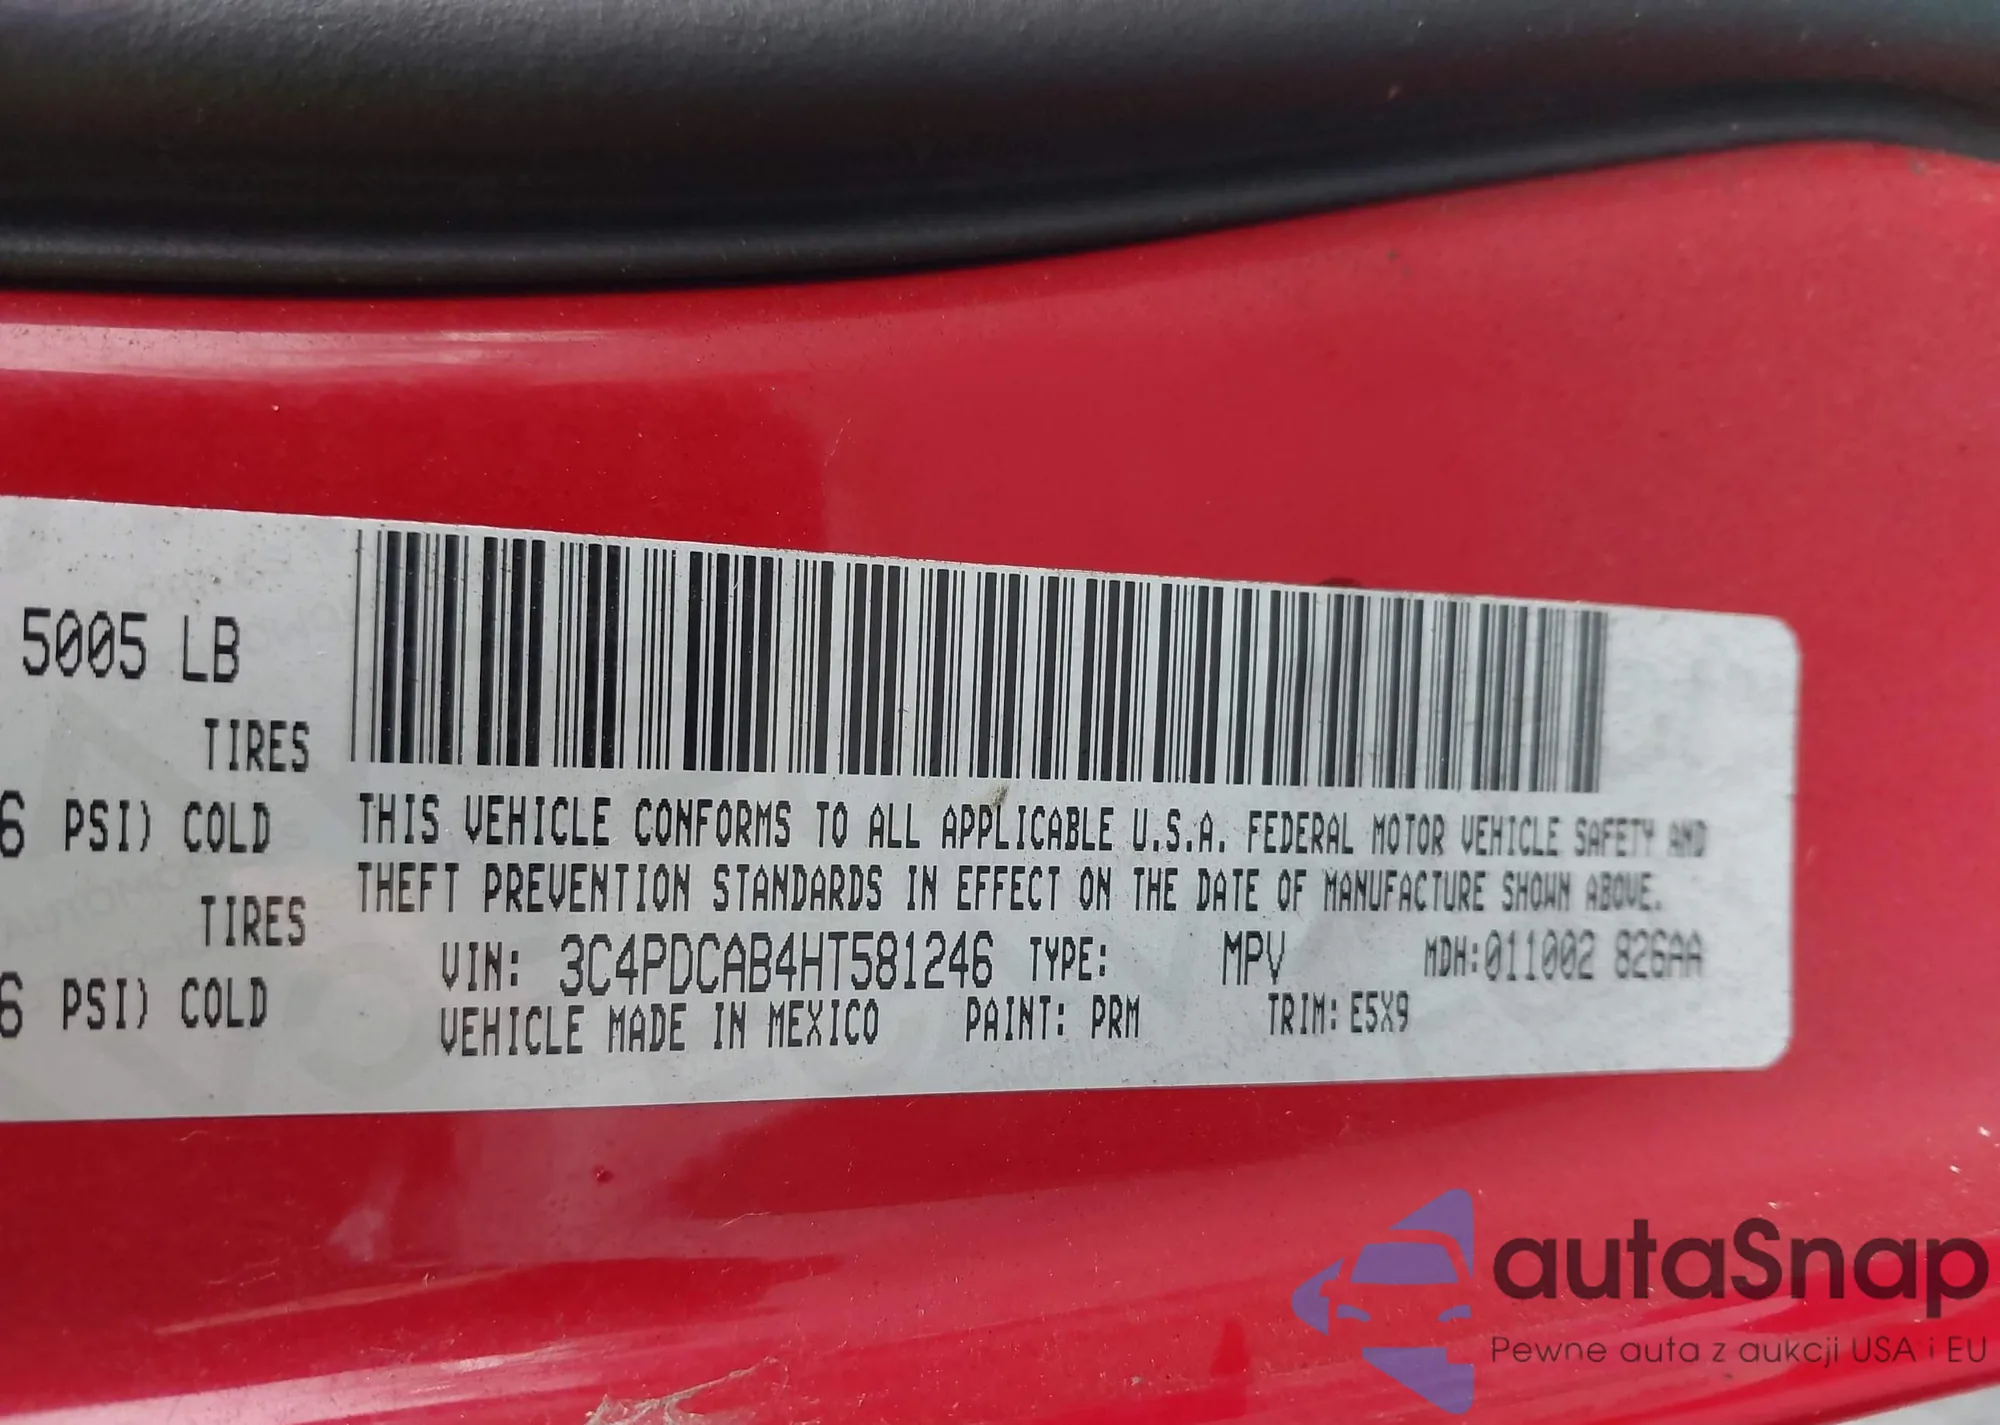 5005 LB
TIRES
6 PSI) COLD
TIRES
6 PSI) COLD
THIS VEHICLE CONFORMS TO ALL APPLICABLE U.S.A. FEDERAL MOTOR VEHICLE SAFETY AND
THEFT PREVENTION STANDARDS IN EFFECT ON THE DATE OF MANUFACTURE SHOWN ABOVE.
VIN: 3C4PDCAB4HT581246 TYPE: MPV MDH:011002 826AA
VEHICLE MADE IN MEXICO PAINT: PRM TRIM: E5X9
autaSnap
Pewne auta z aukcji USA i EU